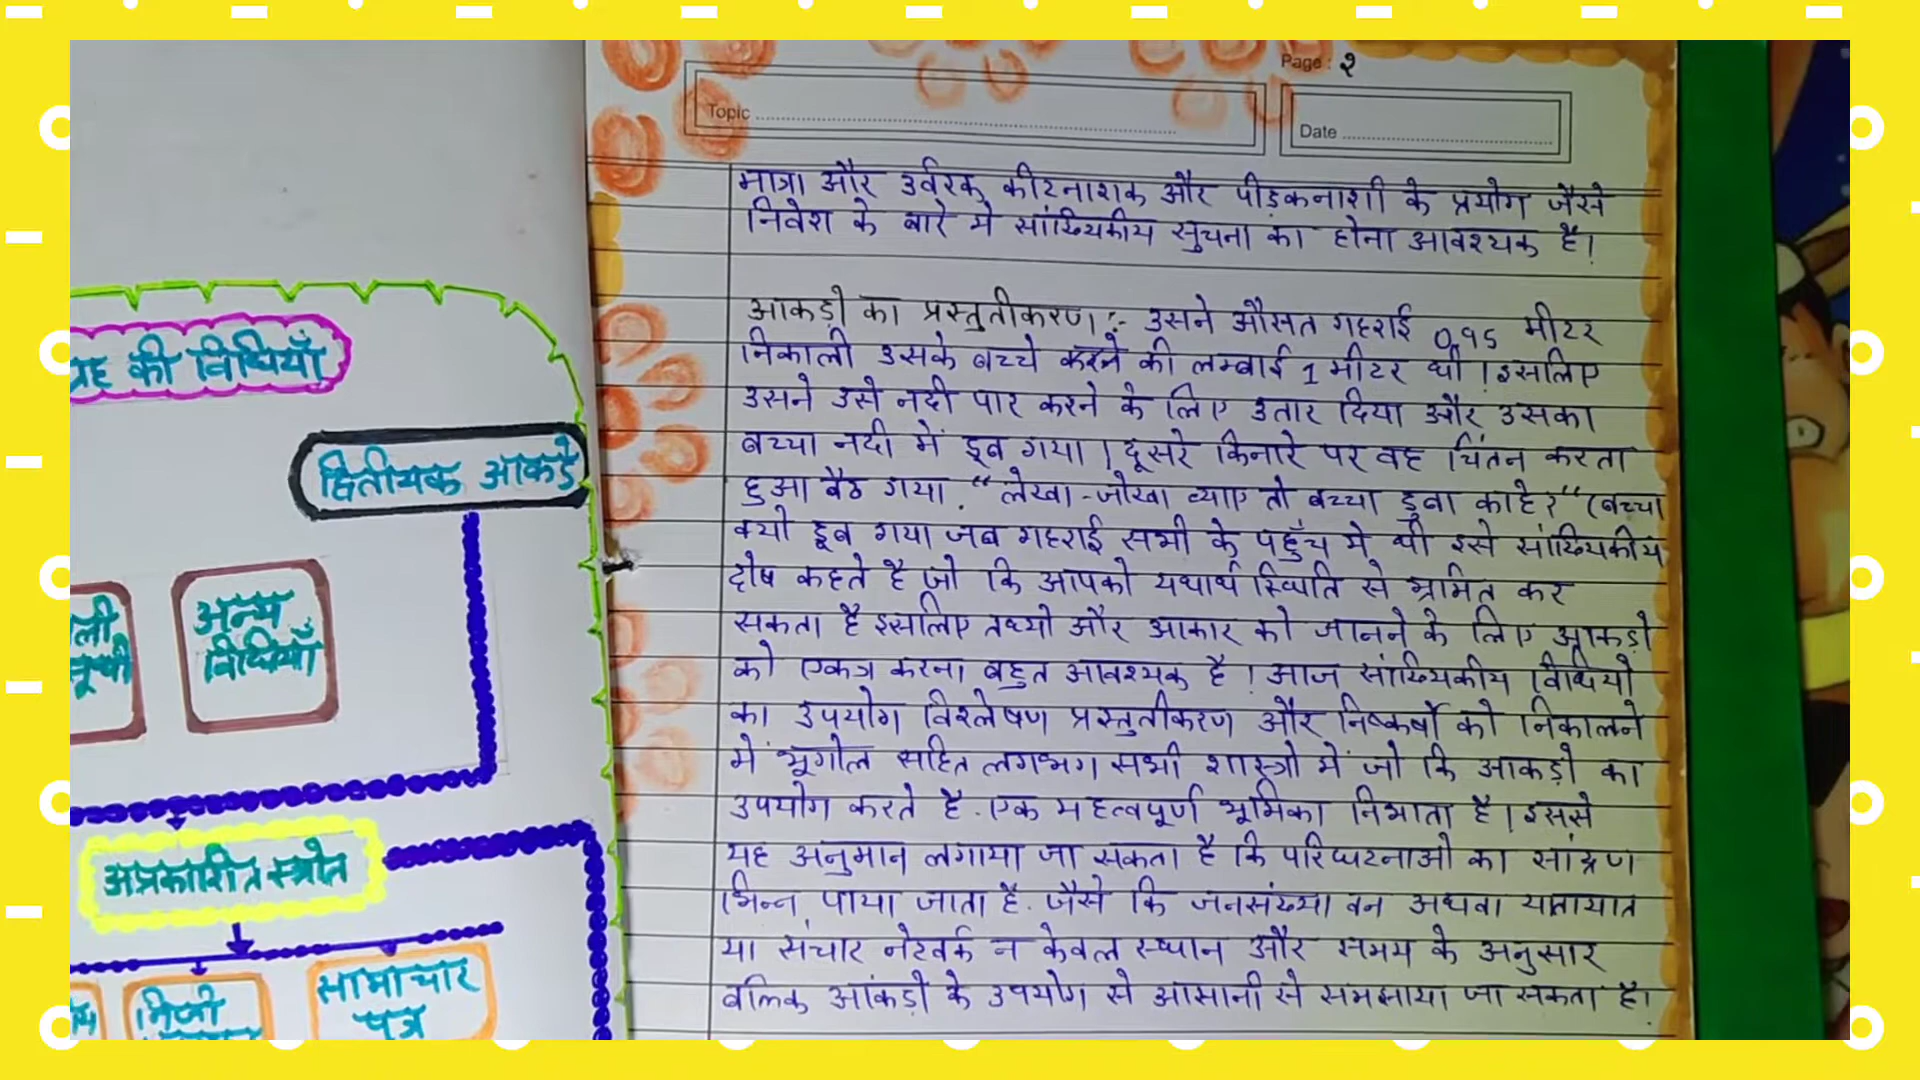 ग्रह की विधियाँ
द्वितीयक आकड़े
अन्य
विधियाँ
अप्रकाशित स्त्रोत
सामाचार
पत्र
निजी
Page : २
Topic
Date
मात्रा और उर्वरक, कीटनाशक और पीड़कनाशी के प्रयोग जैसे
निवेश के बारे मे सांख्यिकीय सुचना का होना आवश्यक है।
आकड़ो का प्रस्तुतीकरण :- उसने औसत गहराई 0.95 मीटर
निकाली उसके बच्चे करने की लम्बाई 1 मीटर थी । इसलिए
उसने उसे नदी पार करने के लिए उतार दिया और उसका
बच्चा नदी में डूब गया । दूसरे किनारे पर वह चिंतन करता
हुआ बैठ गया. "लेखा-जोखा थाए तो बच्चा डुबा काहे?" (बच्चा
क्यो डूब गया जब गहराई सभी के पहुँच मे थी इसे सांख्यिकीय
दोष कहते है जो कि आपको यथार्थ स्थिति से भ्रमित कर
सकता है इसलिए तथ्यो और आकार को जानने के लिए आकड़ो
को एकत्र करना बहुत आवश्यक है । आज सांख्यिकीय विधियो
का उपयोग विश्लेषण प्रस्तुतीकरण और निष्कर्षो को निकालने
मे भूगोल सहित लगभग सभी शास्त्रो में जो कि आकड़ो का
उपयोग करते है. एक महत्वपूर्ण भूमिका निभाता है । इससे
यह अनुमान लगाया जा सकता है कि परिघटनाओ का सांद्रण
भिन्न पाया जाता है. जैसे कि जनसंख्या वन अथवा यातायात
या संचार नेटवर्क न केवल स्थान और समय के अनुसार
बल्कि आंकड़ो के उपयोग से आसानी से समझाया जा सकता है।